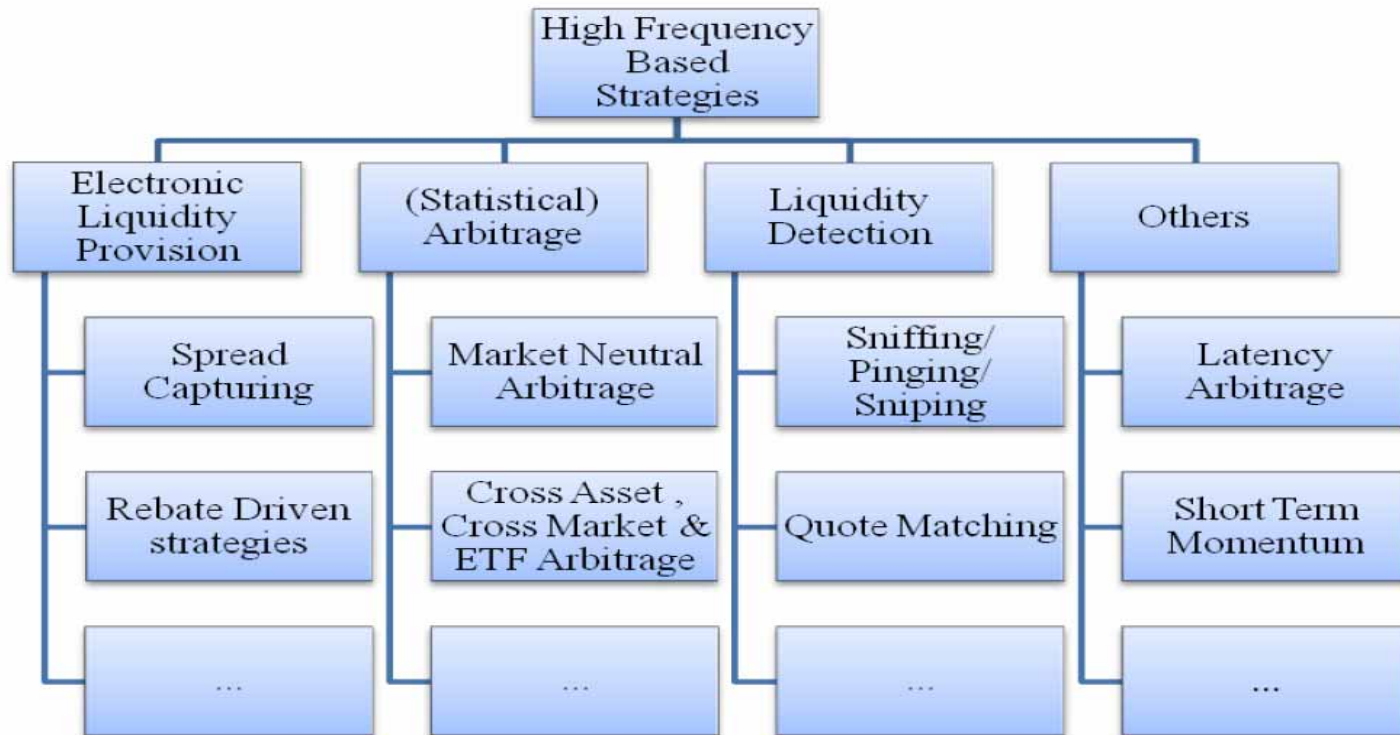 High Frequency
Based
Strategies
Electronic
Liquidity
Provision
(Statistical)
Arbitrage
Liquidity
Detection
Others
Spread
Capturing
Market Neutral
Arbitrage
Sniffing/
Pinging/
Sniping
Latency
Arbitrage
Rebate Driven
strategies
Cross Asset ,
Cross Market &
ETF Arbitrage
Quote Matching
Short Term
Momentum
...
...
...
...